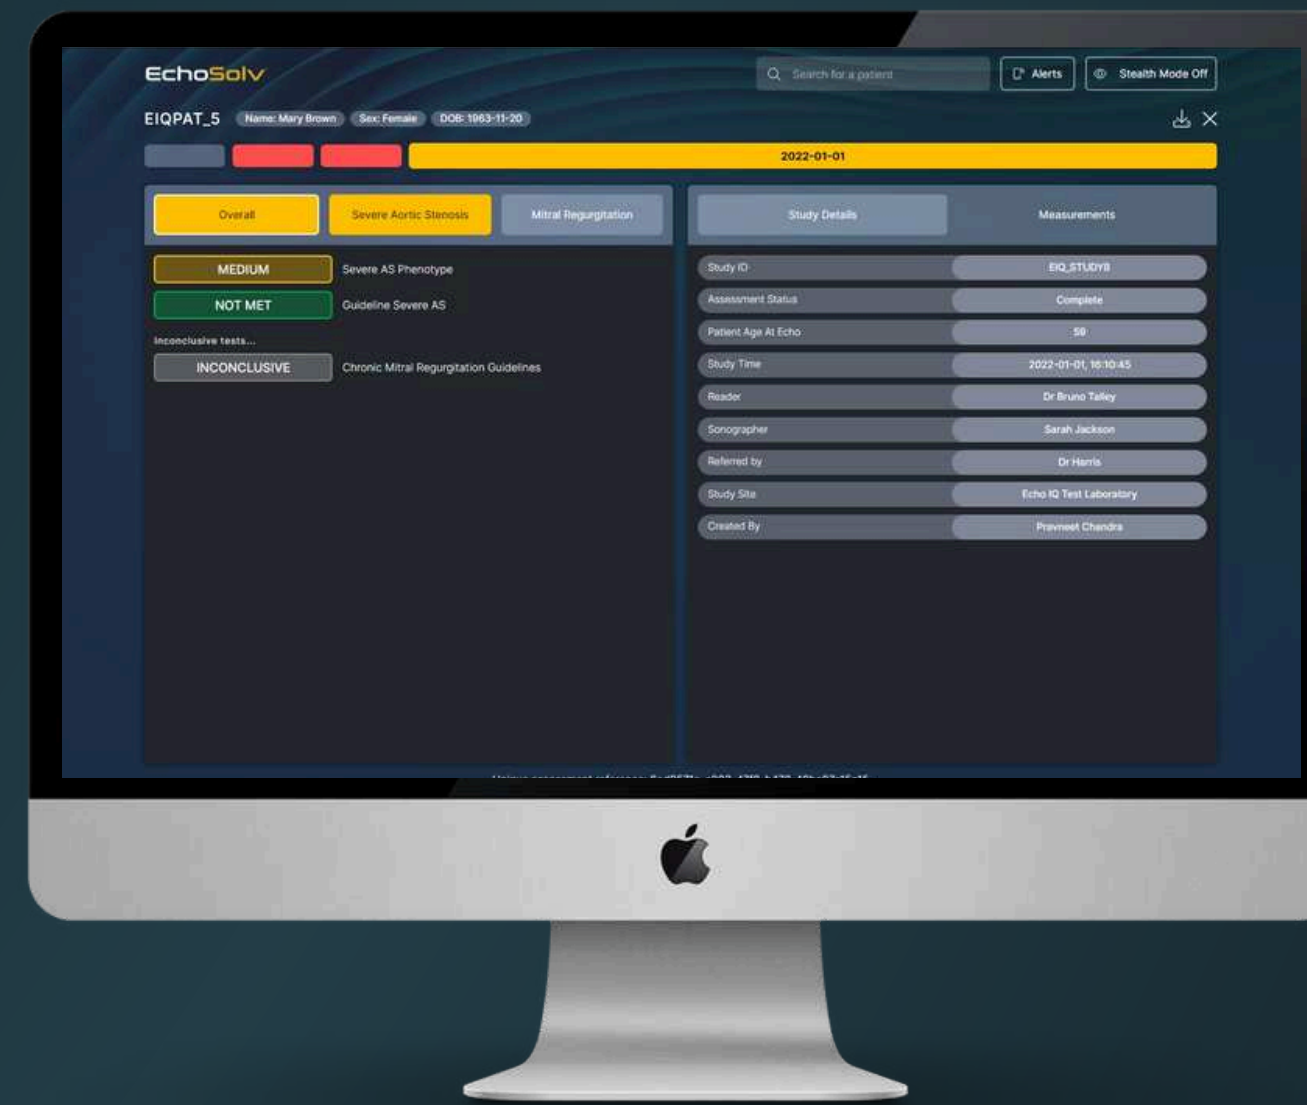 EchoSolv
Search for a patient
Alerts
Stealth Mode Off
EIQPAT_5
Name: Mary Brown
Sex: Female
DOB: 1963-11-20
2022-01-01
Overall
Severe Aortic Stenosis
Mitral Regurgitation
Study Details
Measurements
MEDIUM Severe AS Phenotype
NOT MET Guideline Severe AS
Inconclusive tests...
INCONCLUSIVE Chronic Mitral Regurgitation Guidelines
Study ID EIQ_STUDY8
Assessment Status Complete
Patient Age At Echo 59
Study Time 2022-01-01, 16:10:45
Reader Dr Bruno Talley
Sonographer Sarah Jackson
Referred by Dr Harris
Study Site Echo IQ Test Laboratory
Created By Pravneet Chandra